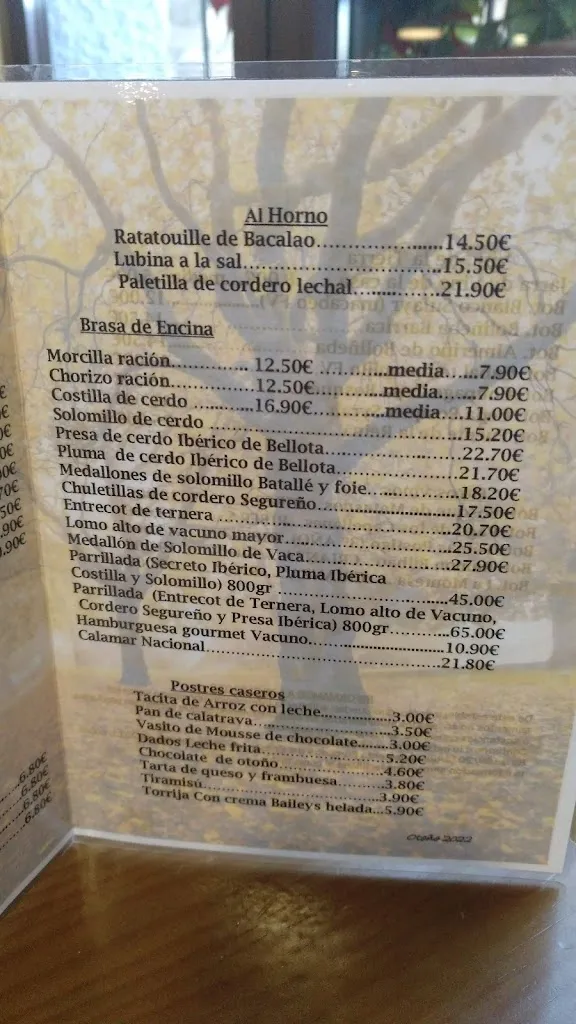 Al Horno
Ratatouille de Bacalao.......................14.50€
Lubina a la sal...................................15.50€
Paletilla de cordero lechal.............21.90€
Brasa de Encina
Morcilla ración............. 12.50€ ...............media.......7.90€
Chorizo ración...............12.50€...............media.......7.90€
Costilla de cerdo ...........16.90€.............media...11.00€
Solomillo de cerdo ..........................................15.20€
Presa de cerdo Ibérico de Bellota.......................22.70€
Pluma de cerdo Ibérico de Bellota......................21.70€
Medallones de solomillo Batallé y foie.................18.20€
Chuletillas de cordero Segureño.......................17.50€
Entrecot de ternera .......................................20.70€
Lomo alto de vacuno mayor.............................25.50€
Medallón de Solomillo de Vaca........................27.90€
Parrillada (Secreto Ibérico, Pluma Ibérica
Costilla y Solomillo) 800gr .............................45.00€
Parrillada (Entrecot de Ternera, Lomo alto de Vacuno,
Cordero Segureño y Presa Ibérica) 800gr..........65.00€
Hamburguesa gourmet Vacuno.........................10.90€
Calamar Nacional........................................21.80€
Postres caseros
Tacita de Arroz con leche.................3.00€
Pan de calatrava.............................3.50€
Vasito de Mousse de chocolate.........3.00€
Dados Leche frita...........................5.20€
Chocolate de otoño ........................4.60€
Tarta de queso y frambuesa............3.80€
Tiramisú.......................................3.90€
Torrija Con crema Baileys helada...5.90€
Otoño 2022
6.80€
6.80€
6.80€
6.80€